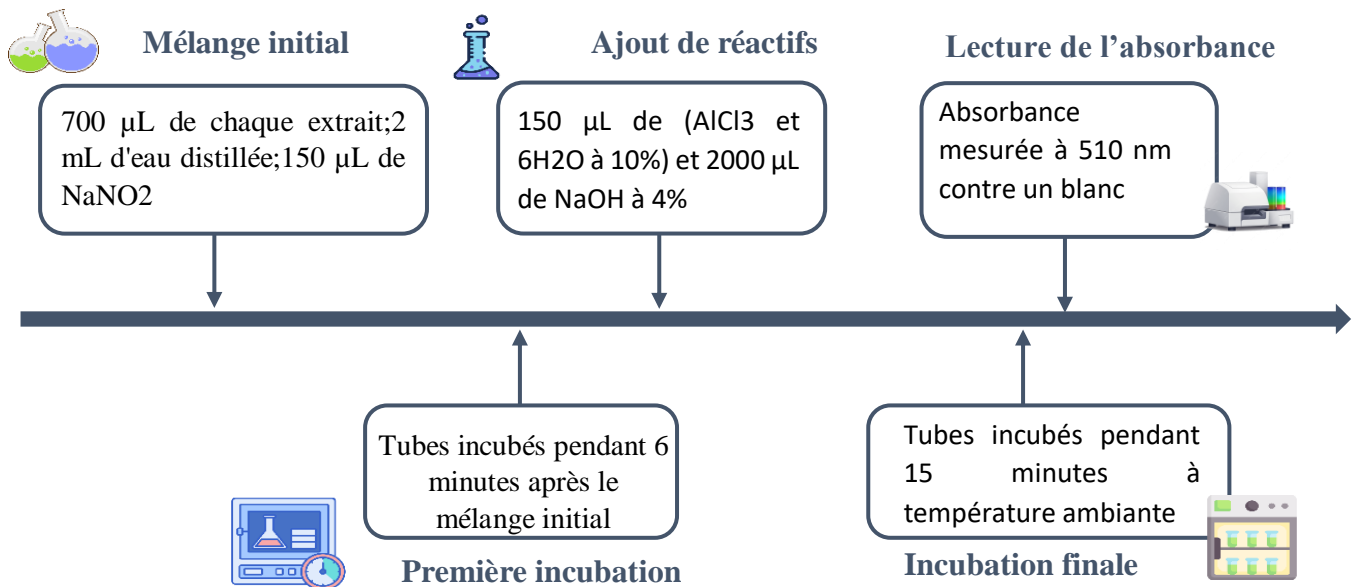 Mélange initial
700 µL de chaque extrait;2
mL d'eau distillée;150 µL de
NaNO2
Ajout de réactifs
150 µL de (AlCl3 et
6H2O à 10%) et 2000 µL
de NaOH à 4%
Lecture de l’absorbance
Absorbance
mesurée à 510 nm
contre un blanc
Tubes incubés pendant 6
minutes après le
mélange initial
Première incubation
Tubes incubés pendant
15 minutes à
température ambiante
Incubation finale